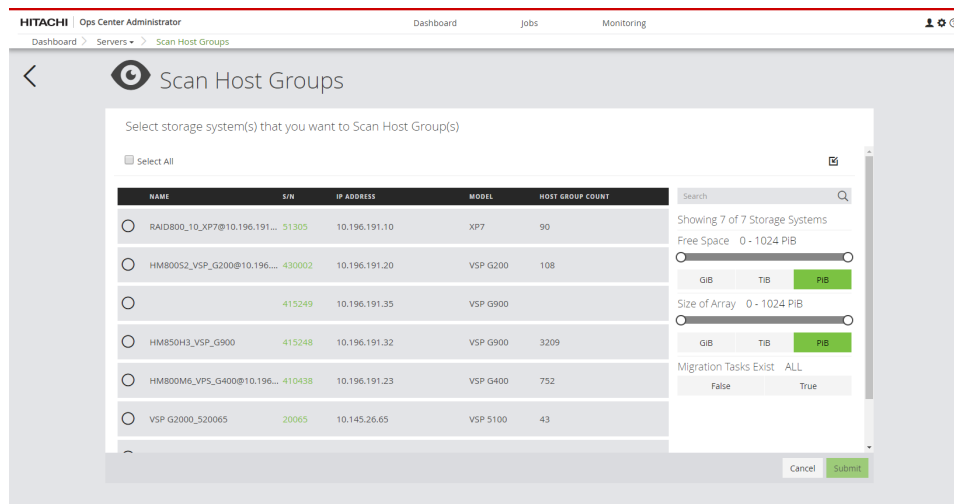 HITACHI Ops Center Administrator Dashboard Jobs Monitoring
Dashboard Servers Scan Host Groups
Scan Host Groups
Select storage system(s) that you want to Scan Host Group(s)
Select All
NAME S/N IP ADDRESS MODEL HOST GROUP COUNT
RAID800_10_XP7@10.196.191... 51305 10.196.191.10 XP7 90
HM800S2_VSP_G200@10.196.... 430002 10.196.191.20 VSP G200 108
415249 10.196.191.35 VSP G900
HM850H3_VSP_G900 415248 10.196.191.32 VSP G900 3209
HM800M6_VPS_G400@10.196... 410438 10.196.191.23 VSP G400 752
VSP G2000_520065 20065 10.145.26.65 VSP 5100 43
Search
Showing 7 of 7 Storage Systems
Free Space 0 - 1024 PiB
GiB TiB PiB
Size of Array 0 - 1024 PiB
GiB TiB PiB
Migration Tasks Exist ALL
False True
Cancel Submit